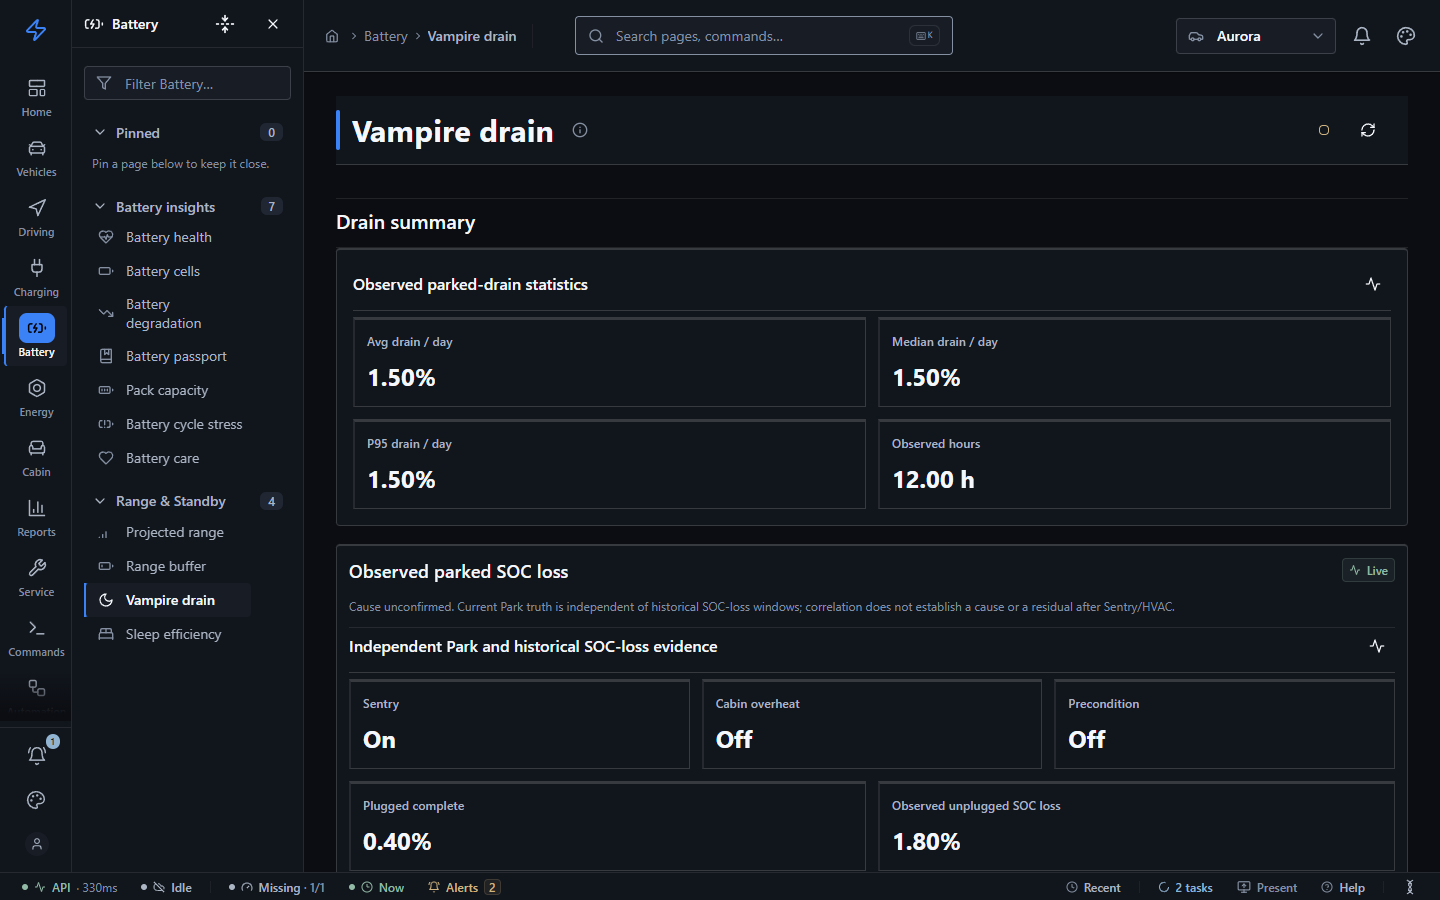 Battery
Battery
Vampire drain
Search pages, commands...
K
Aurora
Home
Vehicles
Driving
Charging
Battery
Energy
Cabin
Reports
Service
Commands
1
Filter Battery...
Pinned
0
Pin a page below to keep it close.
Battery insights
7
Battery health
Battery cells
Battery
degradation
Battery passport
Pack capacity
Battery cycle stress
Battery care
Range & Standby
4
Projected range
Range buffer
Vampire drain
Sleep efficiency
Vampire drain
Drain summary
Observed parked-drain statistics
Avg drain / day
1.50%
Median drain / day
1.50%
P95 drain / day
1.50%
Observed hours
12.00 h
Observed parked SOC loss
Live
Cause unconfirmed. Current Park truth is independent of historical SOC-loss windows; correlation does not establish a cause or a residual after Sentry/HVAC.
Independent Park and historical SOC-loss evidence
Sentry
On
Cabin overheat
Off
Precondition
Off
Plugged complete
0.40%
Observed unplugged SOC loss
1.80%
API · 330ms
Idle
Missing · 1/1
Now
Alerts 2
Recent
2 tasks
Present
Help